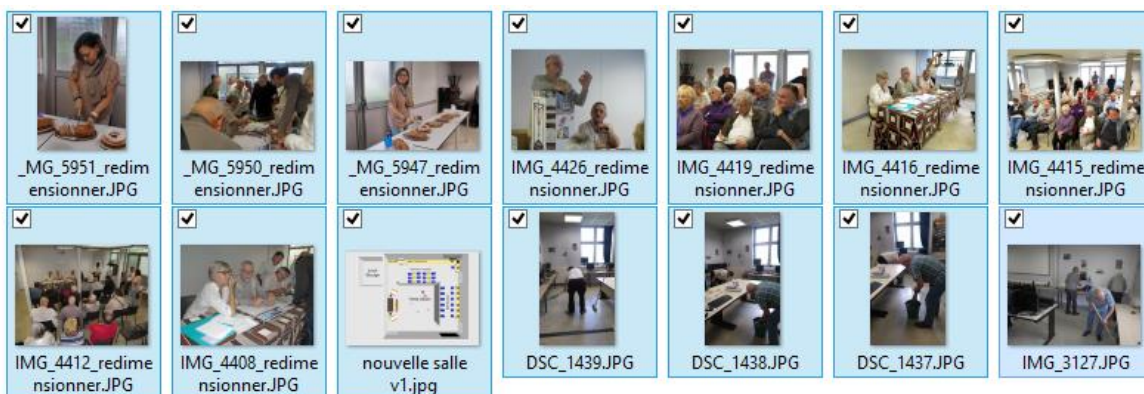 _MG_5951_redim
ensionner.JPG
_MG_5950_redim
ensionner.JPG
_MG_5947_redim
ensionner.JPG
IMG_4426_redime
nsionner.JPG
IMG_4419_redime
nsionner.JPG
IMG_4416_redime
nsionner.JPG
IMG_4415_redime
nsionner.JPG
IMG_4412_redime
nsionner.JPG
IMG_4408_redime
nsionner.JPG
nouvelle salle
v1.jpg
DSC_1439.JPG
DSC_1438.JPG
DSC_1437.JPG
IMG_3127.JPG